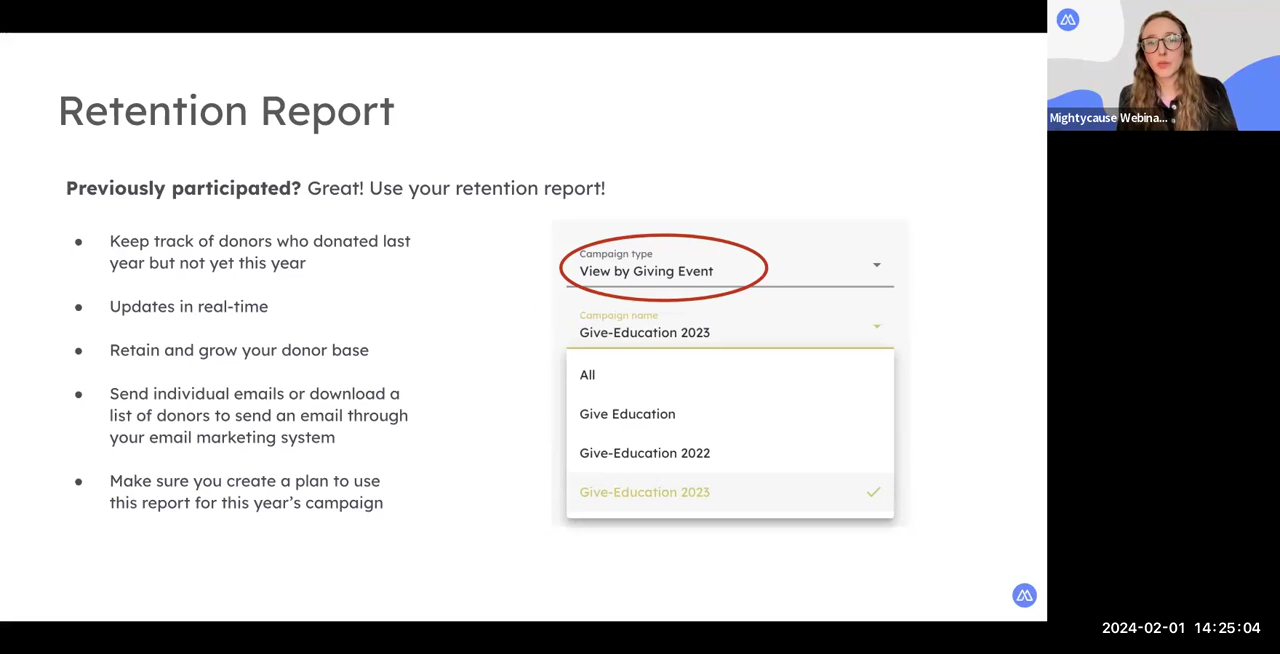 Retention Report
Previously participated? Great! Use your retention report!
● Keep track of donors who donated last
year but not yet this year
● Updates in real-time
● Retain and grow your donor base
● Send individual emails or download a
list of donors to send an email through
your email marketing system
● Make sure you create a plan to use
this report for this year’s campaign
Campaign type
View by Giving Event
Campaign name
Give-Education 2023
All
Give Education
Give-Education 2022
Give-Education 2023
Mightycause Webina...
2024-02-01 14:25:04